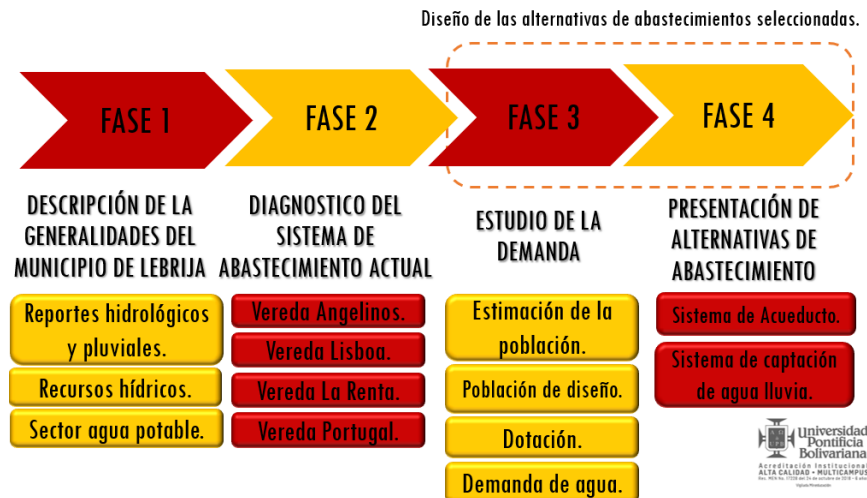 Diseño de las alternativas de abastecimientos seleccionadas.
FASE 1
FASE 2
FASE 3
FASE 4
DESCRIPCIÓN DE LA
GENERALIDADES DEL
MUNICIPIO DE LEBRIJA
Reportes hidrológicos
y pluviales.
Recursos hídricos.
Sector agua potable.
DIAGNOSTICO DEL
SISTEMA DE
ABASTECIMIENTO ACTUAL
Vereda Angelinos.
Vereda Lisboa.
Vereda La Renta.
Vereda Portugal.
ESTUDIO DE LA
DEMANDA
Estimación de la
población.
Población de diseño.
Dotación.
Demanda de agua.
PRESENTACIÓN DE
ALTERNATIVAS DE
ABASTECIMIENTO
Sistema de Acueducto.
Sistema de captación
de agua lluvia.
Universidad
Pontificia
Bolivariana
Acreditación Institucional
ALTA CALIDAD - MULTICAMPUS